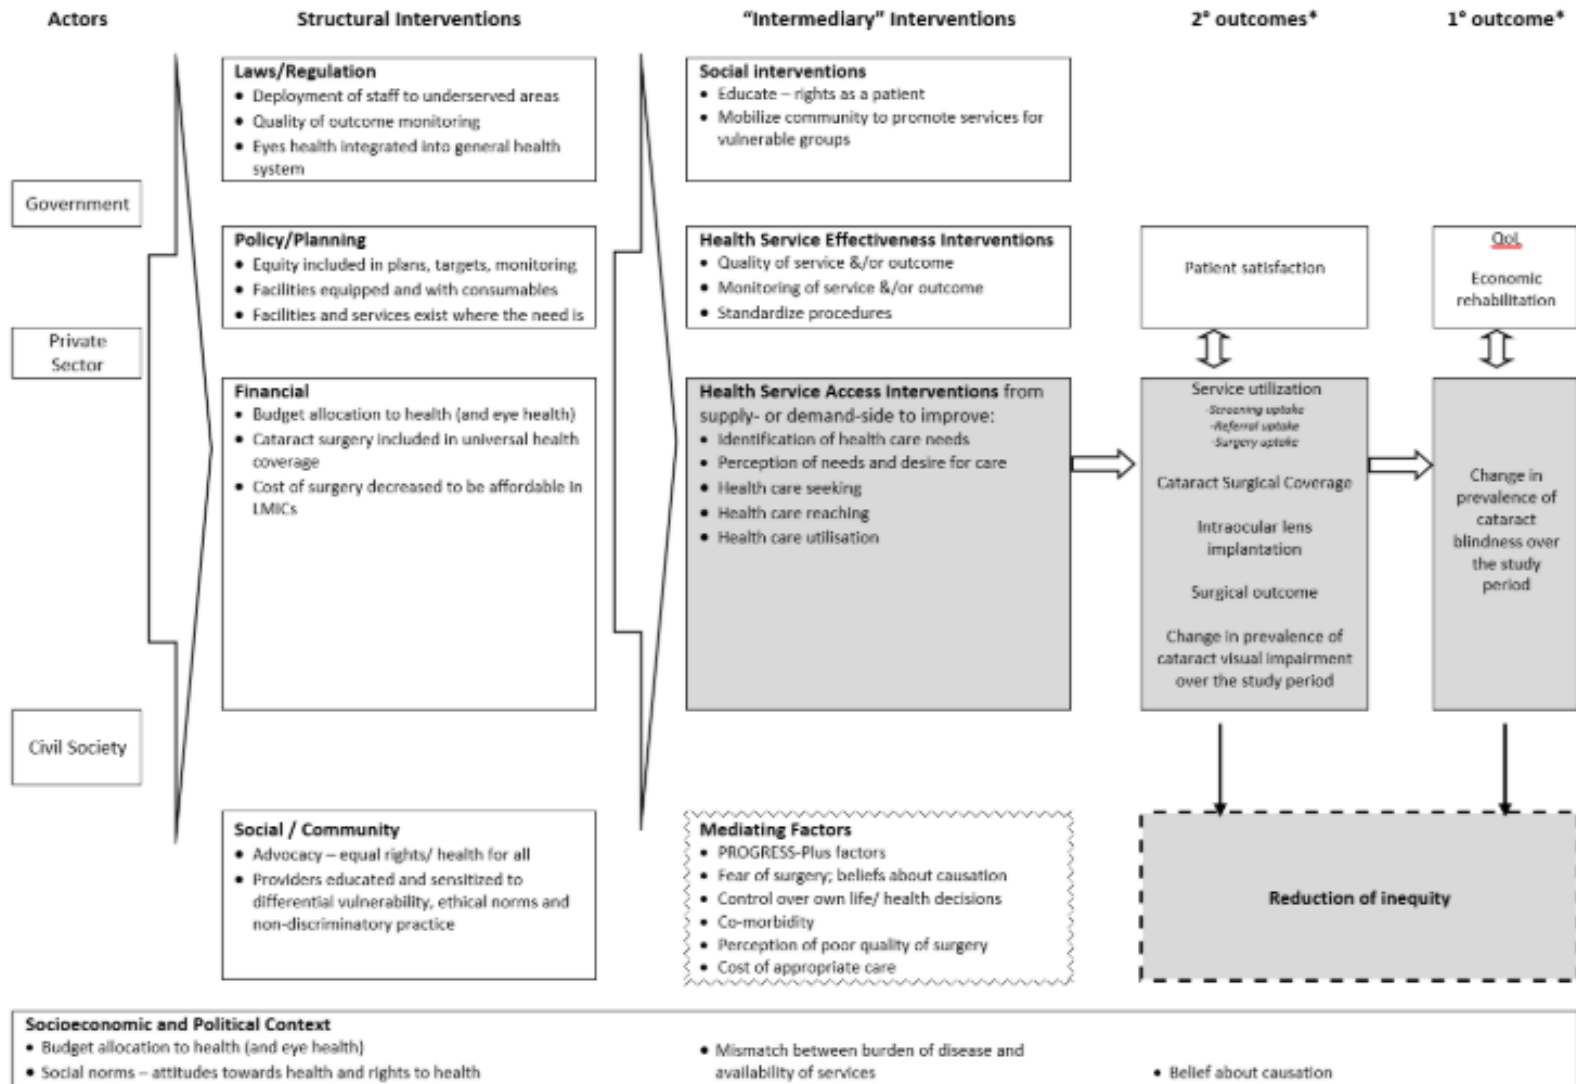 Actors
Structural Interventions
“Intermediary” Interventions
2° outcomes*
1° outcome*
Government
Private
Sector
Civil Society
Laws/Regulation
• Deployment of staff to underserved areas
• Quality of outcome monitoring
• Eyes health integrated into general health
system
Policy/Planning
• Equity included in plans, targets, monitoring
• Facilities equipped and with consumables
• Facilities and services exist where the need is
Financial
• Budget allocation to health (and eye health)
• Cataract surgery included in universal health
coverage
• Cost of surgery decreased to be affordable in
LMICs
Social / Community
• Advocacy – equal rights/ health for all
• Providers educated and sensitized to
differential vulnerability, ethical norms and
non-discriminatory practice
Social interventions
• Educate – rights as a patient
• Mobilize community to promote services for
vulnerable groups
Health Service Effectiveness Interventions
• Quality of service &/or outcome
• Monitoring of service &/or outcome
• Standardize procedures
Health Service Access Interventions from
supply- or demand-side to improve:
• Identification of health care needs
• Perception of needs and desire for care
• Health care seeking
• Health care reaching
• Health care utilisation
Mediating Factors
• PROGRESS-Plus factors
• Fear of surgery; beliefs about causation
• Control over own life/ health decisions
• Co-morbidity
• Perception of poor quality of surgery
• Cost of appropriate care
Patient satisfaction
Service utilization
-Screening uptake
-Referral uptake
-Surgery uptake
Cataract Surgical Coverage
Intraocular lens
implantation
Surgical outcome
Change in prevalence of
cataract visual impairment
over the study period
QoL
Economic
rehabilitation
Change in
prevalence of
cataract
blindness over
the study
period
Reduction of inequity
Socioeconomic and Political Context
• Budget allocation to health (and eye health)
• Social norms – attitudes towards health and rights to health
• Mismatch between burden of disease and
availability of services
• Belief about causation